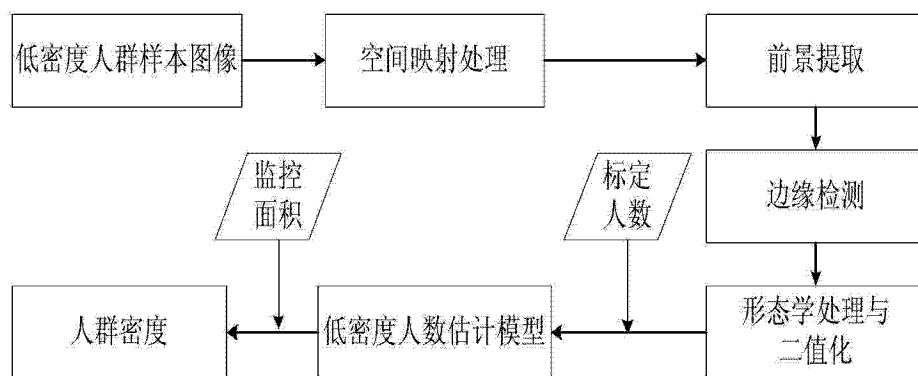 低密度人群样本图像
空间映射处理
前景提取
监控
面积
标定
人数
边缘检测
人群密度
低密度人数估计模型
形态学处理与
二值化